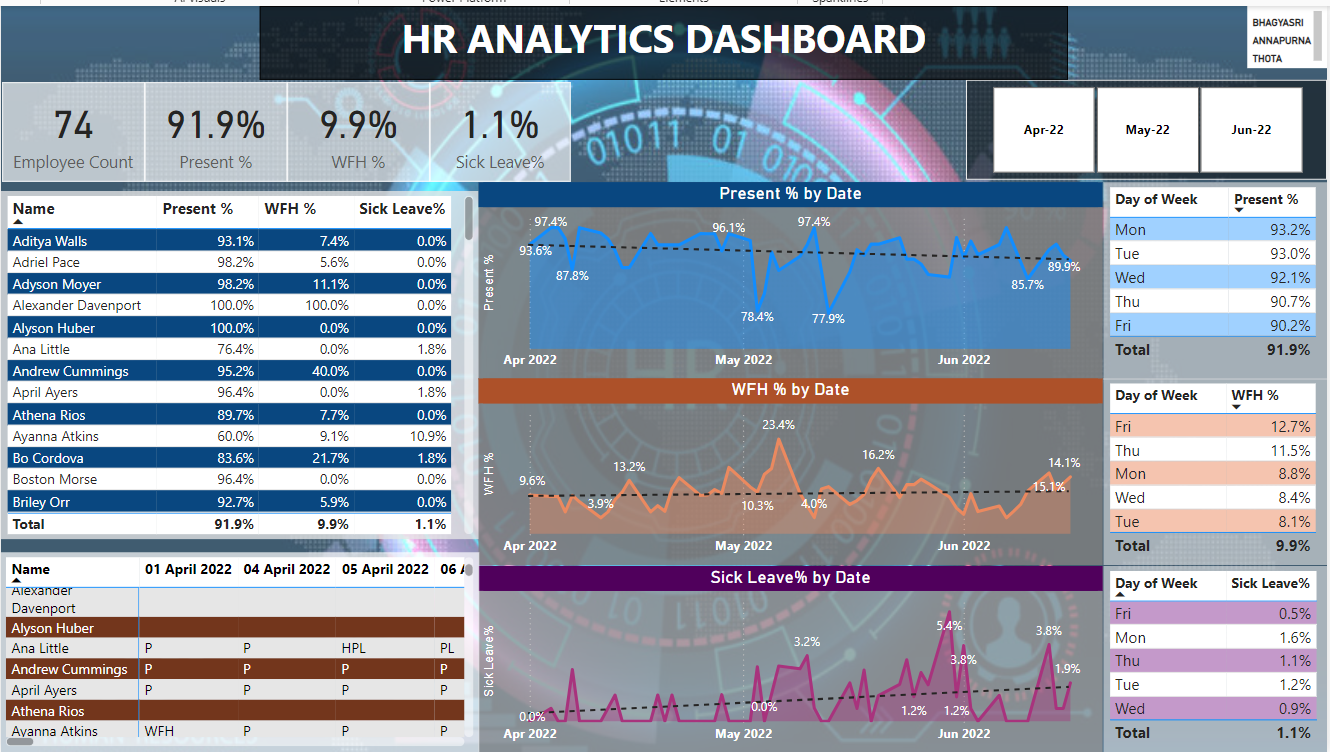 AI visuals Power Platform Elements Sparklines
HR ANALYTICS DASHBOARD
BHAGYASRI
ANNAPURNA
THOTA
74 91.9% 9.9% 1.1%
Employee Count Present % WFH % Sick Leave%
Apr-22 May-22 Jun-22
Name Present % WFH % Sick Leave%
Aditya Walls 93.1% 7.4% 0.0%
Adriel Pace 98.2% 5.6% 0.0%
Adyson Moyer 98.2% 11.1% 0.0%
Alexander Davenport 100.0% 100.0% 0.0%
Alyson Huber 100.0% 0.0% 0.0%
Ana Little 76.4% 0.0% 1.8%
Andrew Cummings 95.2% 40.0% 0.0%
April Ayers 96.4% 0.0% 1.8%
Athena Rios 89.7% 7.7% 0.0%
Ayanna Atkins 60.0% 9.1% 10.9%
Bo Cordova 83.6% 21.7% 1.8%
Boston Morse 96.4% 0.0% 0.0%
Briley Orr 92.7% 5.9% 0.0%
Total 91.9% 9.9% 1.1%
Name 01 April 2022 04 April 2022 05 April 2022 06 A
Alexander
Davenport
Alyson Huber
Ana Little P P HPL PL
Andrew Cummings P P P P
April Ayers P P P P
Athena Rios
Ayanna Atkins WFH P P P
Present % by Date
Present %
97.4% 96.1% 97.4%
93.6% 89.9%
87.8% 85.7%
78.4% 77.9%
Apr 2022 May 2022 Jun 2022
WFH % by Date
WFH %
23.4%
13.2% 16.2% 14.1%
9.6% 15.1%
3.9% 10.3% 4.0%
Apr 2022 May 2022 Jun 2022
Sick Leave% by Date
Sick Leave%
5.4% 3.8%
3.2% 3.8%
1.9%
0.0% 0.0% 1.2% 1.2%
Apr 2022 May 2022 Jun 2022
Day of Week Present %
Mon 93.2%
Tue 93.0%
Wed 92.1%
Thu 90.7%
Fri 90.2%
Total 91.9%
Day of Week WFH %
Fri 12.7%
Thu 11.5%
Mon 8.8%
Wed 8.4%
Tue 8.1%
Total 9.9%
Day of Week Sick Leave%
Fri 0.5%
Mon 1.6%
Thu 1.1%
Tue 1.2%
Wed 0.9%
Total 1.1%
HR
01011 01 010